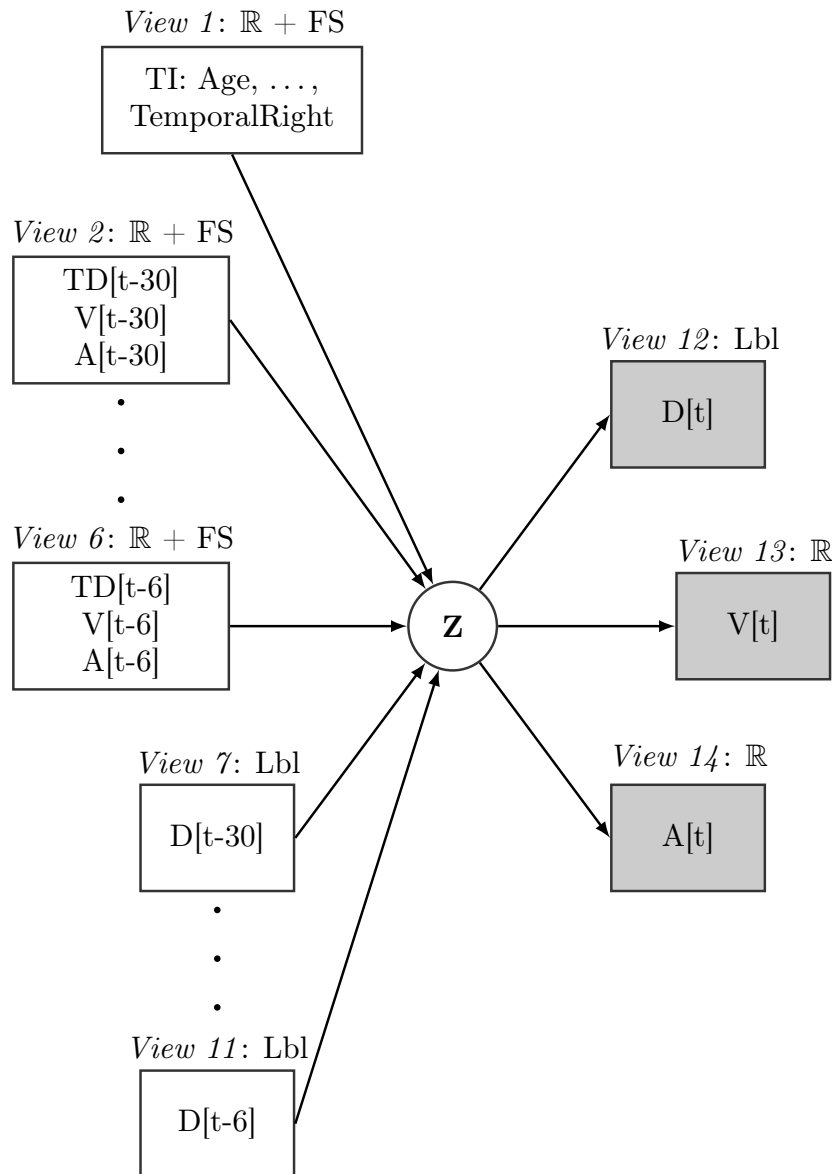 View 1: ℝ + FS
TI: Age, …,
TemporalRight
View 2: ℝ + FS
TD[t-30]
V[t-30]
A[t-30]
View 6: ℝ + FS
TD[t-6]
V[t-6]
A[t-6]
View 7: Lbl
D[t-30]
View 11: Lbl
D[t-6]
Z
View 12: Lbl
D[t]
View 13: ℝ
V[t]
View 14: ℝ
A[t]